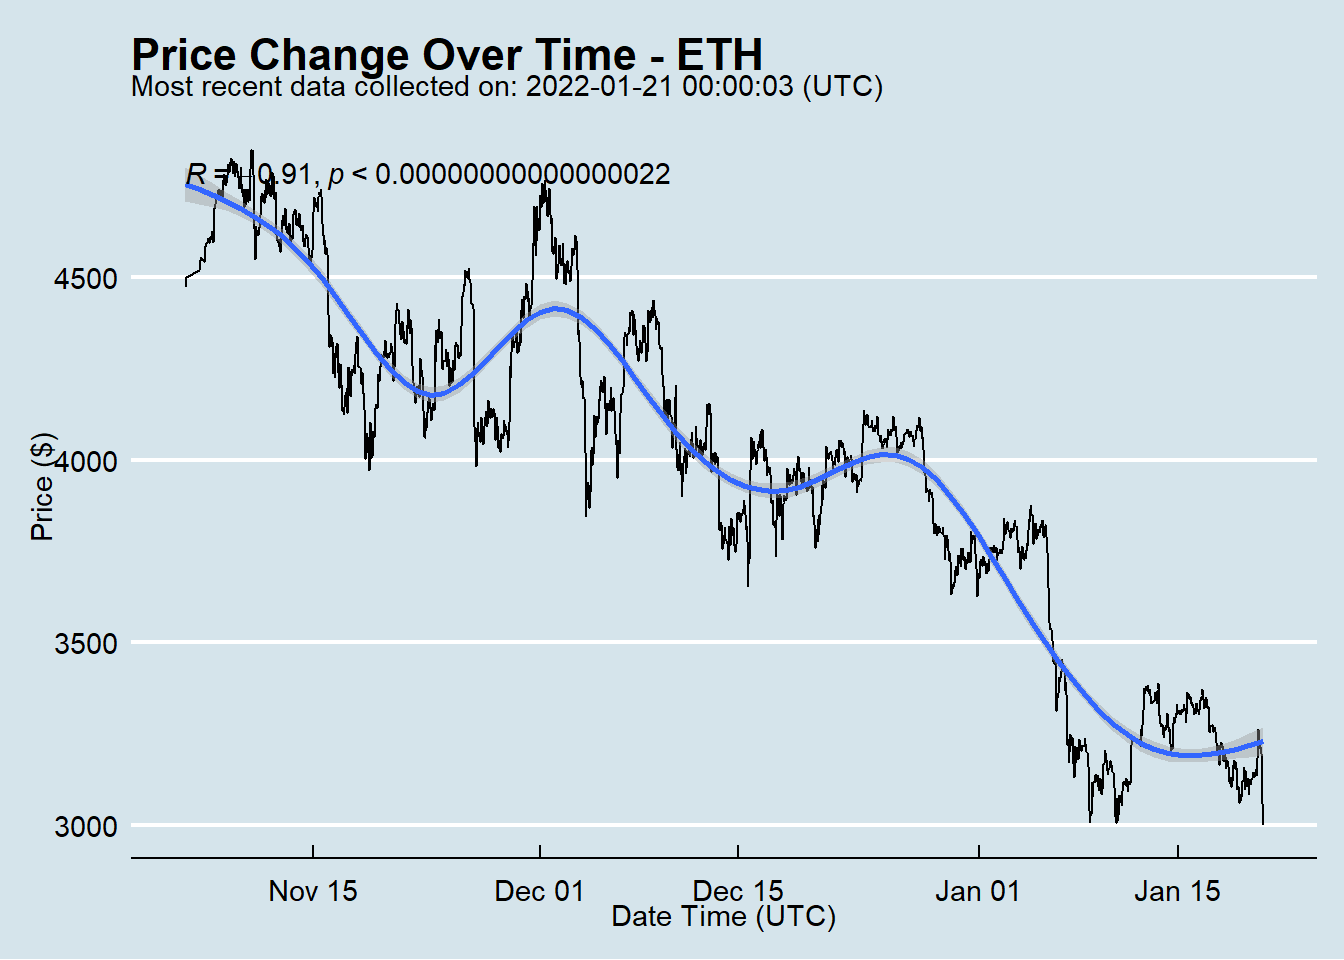 Price Change Over Time - ETH
Most recent data collected on: 2022-01-21 00:00:03 (UTC)
R = −0.91, p < 0.00000000000000022
4500
4000
3500
3000
Price ($)
Nov 15 Dec 01 Dec 15 Jan 01 Jan 15
Date Time (UTC)